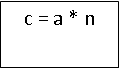 c = a * n